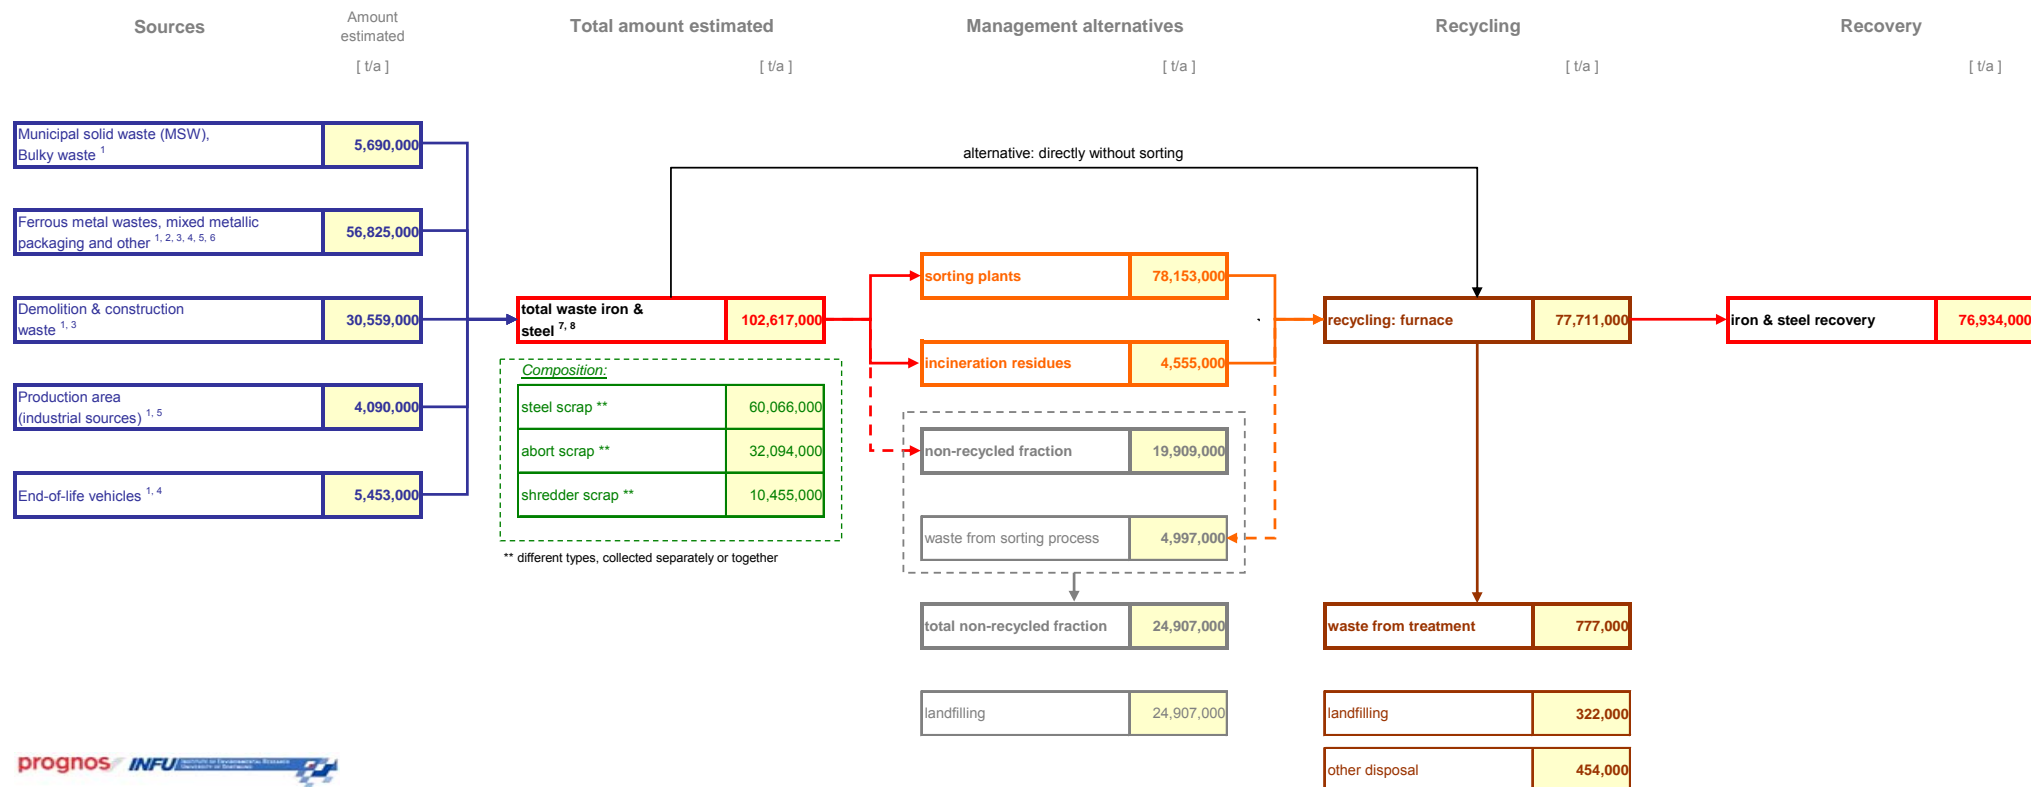 Sources
Amount
estimated
Total amount estimated
Management alternatives
Recycling
Recovery
[ t/a ]
[ t/a ]
[ t/a ]
[ t/a ]
[ t/a ]
Municipal solid waste (MSW),
Bulky waste 1
5,690,000
alternative: directly without sorting
Ferrous metal wastes, mixed metallic
packaging and other 1, 2, 3, 4, 5, 6
56,825,000
sorting plants
78,153,000
Demolition & construction
waste 1, 3
30,559,000
total waste iron &
steel 7, 8
102,617,000
recycling: furnace
77,711,000
iron & steel recovery
76,934,000
incineration residues
4,555,000
Composition:
Production area
(industrial sources) 1, 5
4,090,000
steel scrap **
60,066,000
abort scrap **
32,094,000
non-recycled fraction
19,909,000
End-of-life vehicles 1, 4
5,453,000
shredder scrap **
10,455,000
waste from sorting process
4,997,000
** different types, collected separately or together
total non-recycled fraction
24,907,000
waste from treatment
777,000
landfilling
24,907,000
landfilling
322,000
other disposal
454,000
prognos
INFU
INSTITUTE OF ENVIRONMENTAL RESEARCH
UNIVERSITY OF DORTMUND